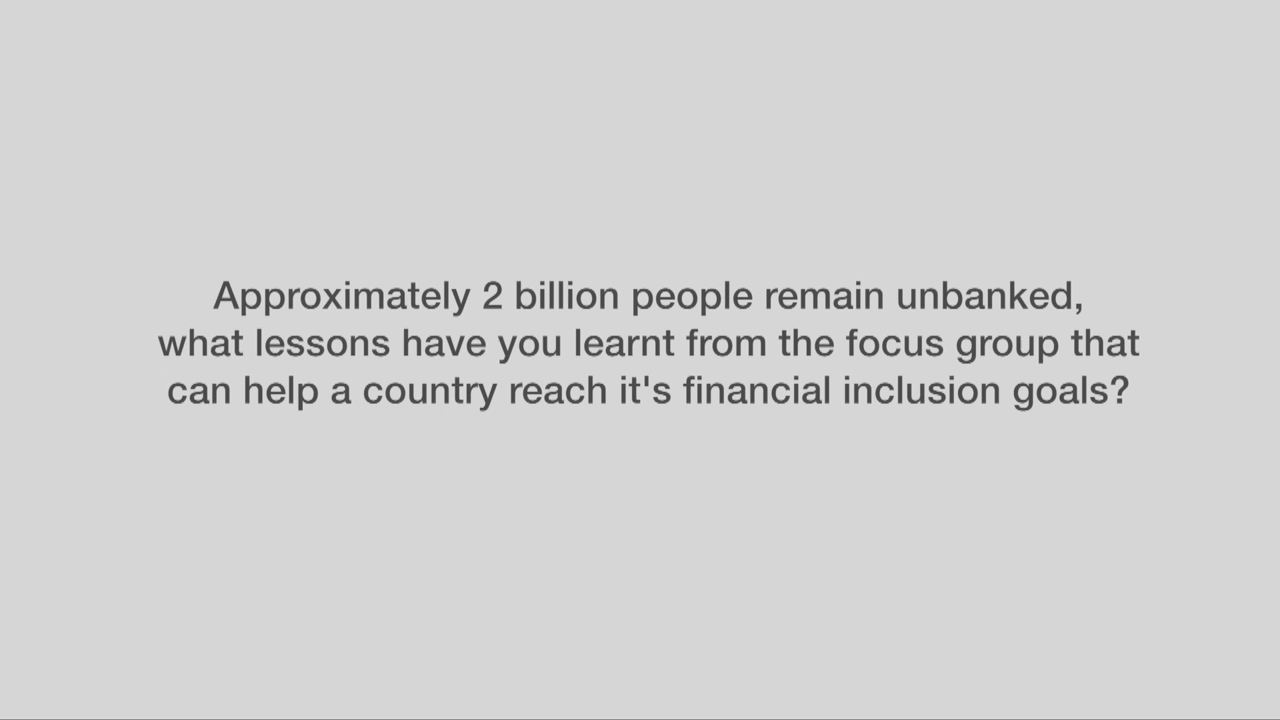 Approximately 2 billion people remain unbanked,
what lessons have you learnt from the focus group that
can help a country reach it's financial inclusion goals?